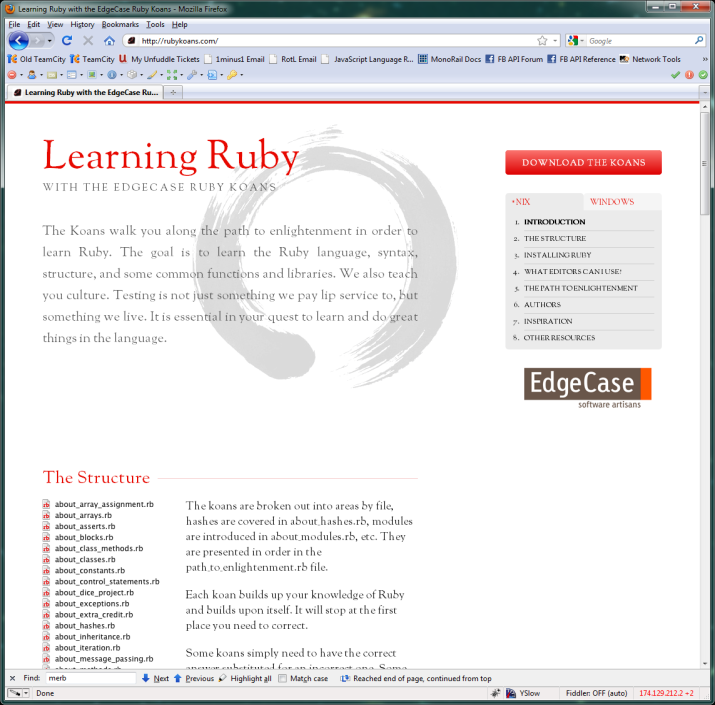 Learning Ruby with the EdgeCase Ruby Koans - Mozilla Firefox
File Edit View History Bookmarks Tools Help
http://rubykoans.com/
Google
Old TeamCity TeamCity My Unfuddle Tickets 1minus1 Email RotL Email JavaScript Language R... MonoRail Docs FB API Forum FB API Reference Network Tools
Learning Ruby with the EdgeCase Ru...
Learning Ruby
WITH THE EDGECASE RUBY KOANS
The Koans walk you along the path to enlightenment in order to
learn Ruby. The goal is to learn the Ruby language, syntax,
structure, and some common functions and libraries. We also teach
you culture. Testing is not just something we pay lip service to, but
something we live. It is essential in your quest to learn and do great
things in the language.
DOWNLOAD THE KOANS
*NIX WINDOWS
1. INTRODUCTION
2. THE STRUCTURE
3. INSTALLING RUBY
4. WHAT EDITORS CAN I USE?
5. THE PATH TO ENLIGHTENMENT
6. AUTHORS
7. INSPIRATION
8. OTHER RESOURCES
EdgeCase
software artisans
The Structure
about_array_assignment.rb
about_arrays.rb
about_asserts.rb
about_blocks.rb
about_class_methods.rb
about_classes.rb
about_constants.rb
about_control_statements.rb
about_dice_project.rb
about_exceptions.rb
about_extra_credit.rb
about_hashes.rb
about_inheritance.rb
about_iteration.rb
about_message_passing.rb
about_methods.rb
The koans are broken out into areas by file,
hashes are covered in about_hashes.rb, modules
are introduced in about_modules.rb, etc. They
are presented in order in the
path_to_enlightenment.rb file.
Each koan builds up your knowledge of Ruby
and builds upon itself. It will stop at the first
place you need to correct.
Some koans simply need to have the correct
answer substituted for an incorrect one. Some,
Find: merb Next Previous Highlight all Match case Reached end of page, continued from top
Done YSlow Fiddler: OFF (auto) 174.129.212.2 +2